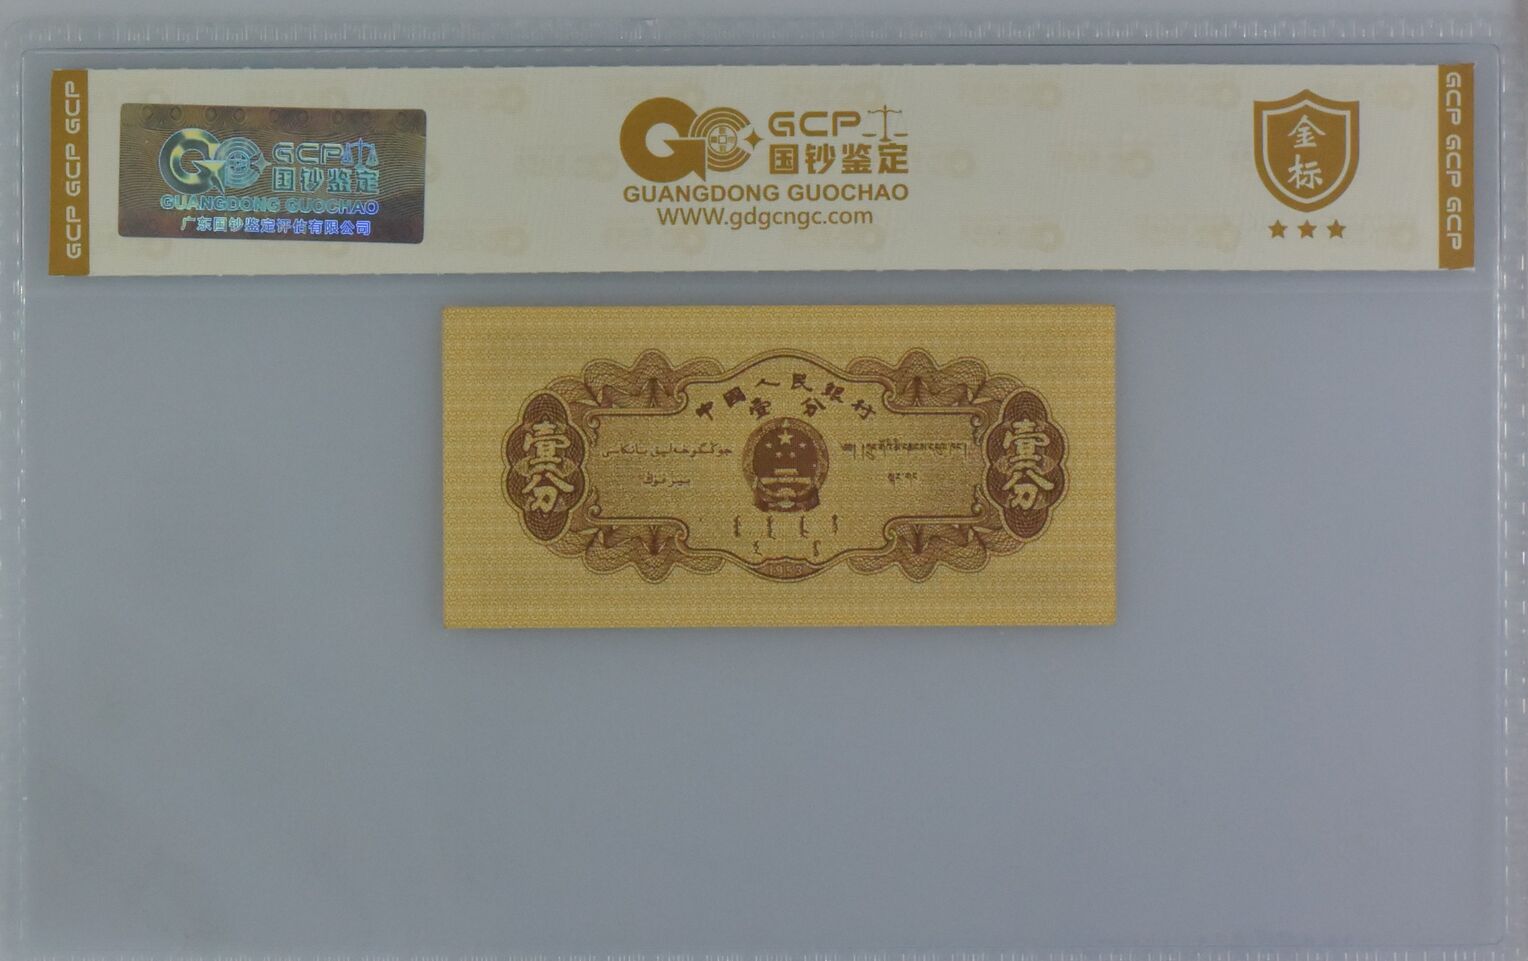 GCP GCP GCP
GCP
国钞鉴定
GUANGDONG GUOCHAO
广东国钞鉴定评估有限公司
GCP
国钞鉴定
GUANGDONG GUOCHAO
WWW.gdgcngc.com
金标
GCP GCP GCP
中国人民银行
壹分
壹分
壹分
1953